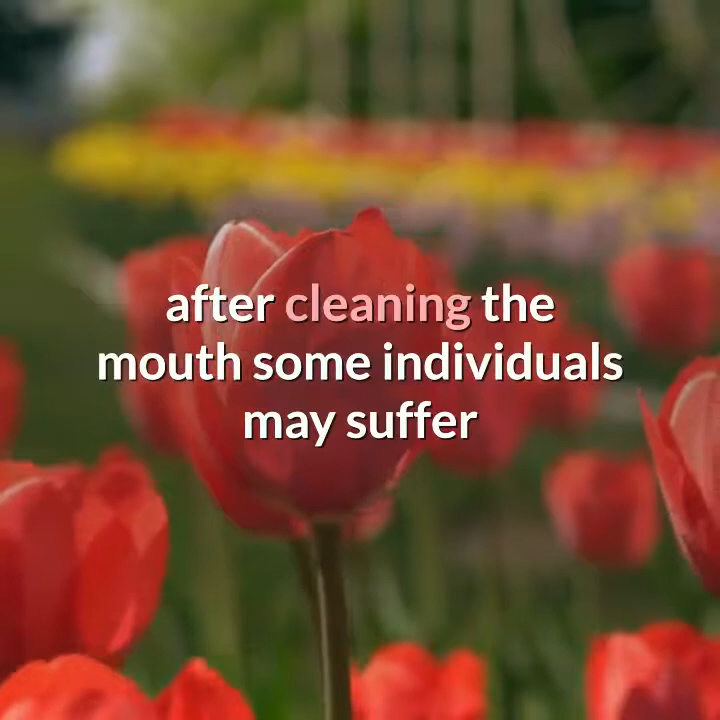 after cleaning the
mouth some individuals
may suffer